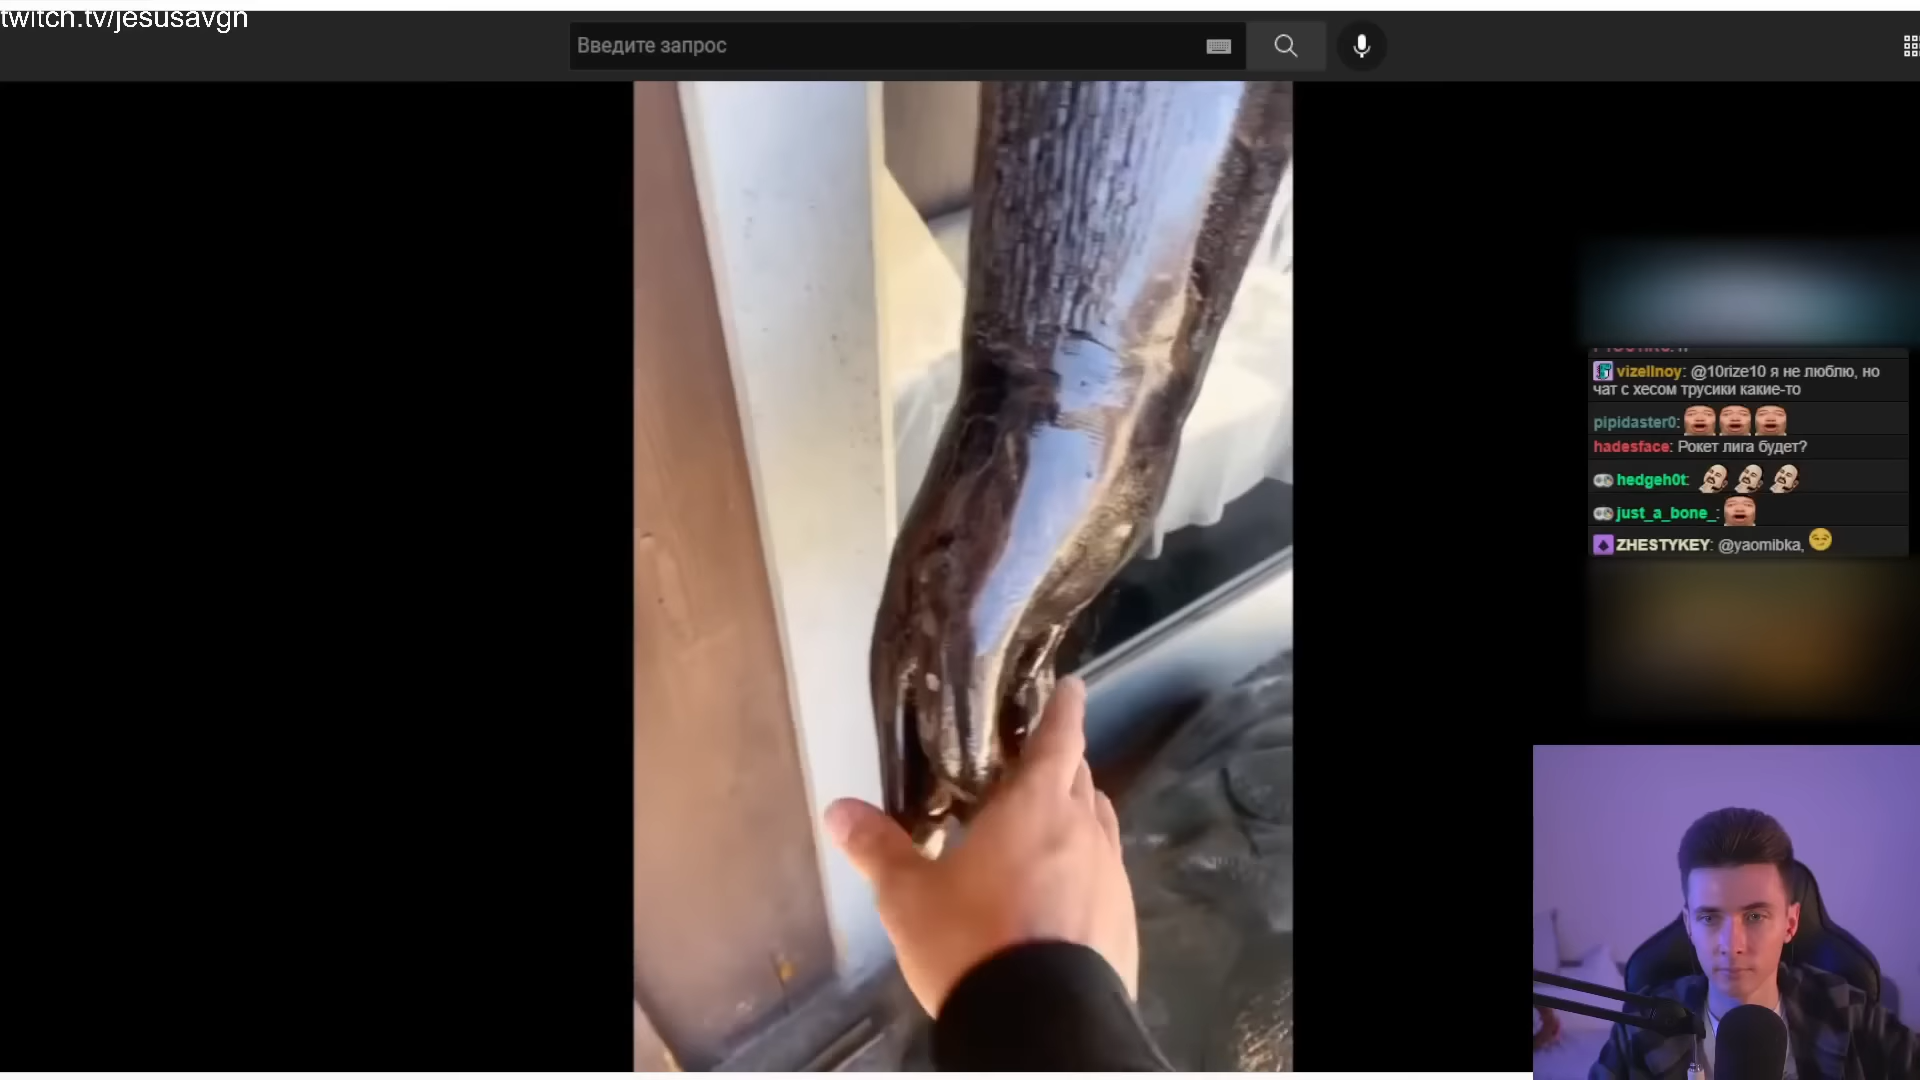 twitch.tv/jesusavgn
Введите запрос
vizellnoy: @10rize10 я не люблю, но
чат с хесом трусики какие-то
pipidaster0:
hadesface: Рокет лига будет?
hedgeh0t:
just_a_bone_:
ZHESTYKEY: @yaomibka,